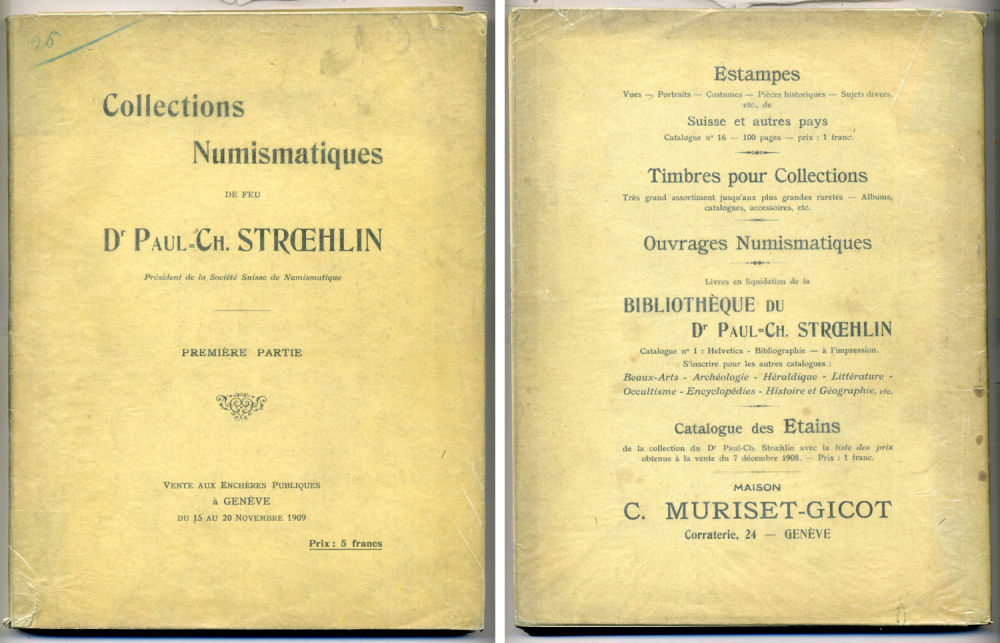 26
Collections
Numismatiques
DE FEU
Dr PAUL=CH. STRŒHLIN
Président de la Société Suisse de Numismatique
PREMIÈRE PARTIE
VENTE AUX ENCHÈRES PUBLIQUES
à GENÈVE
DU 15 AU 20 NOVEMBRE 1909
Prix : 5 francs
Estampes
Vues — Portraits — Costumes — Pièces historiques — Sujets divers,
etc., de
Suisse et autres pays
Catalogue nº 16 — 100 pages — prix : 1 franc.
Timbres pour Collections
Très grand assortiment jusqu'aux plus grandes raretés — Albums,
catalogues, accessoires, etc.
Ouvrages Numismatiques
Livres en liquidation de la
BIBLIOTHÈQUE DU
Dr PAUL=CH. STRŒHLIN
Catalogue nº 1 : Helvetica - Bibliographie — à l'impression.
S'inscrire pour les autres catalogues :
Beaux-Arts - Archéologie - Héraldique - Littérature -
Occultisme - Encyclopédies - Histoire et Géographie, etc.
Catalogue des Etains
de la collection du Dr Paul-Ch. Strœhlin avec la liste des prix
obtenus à la vente du 7 décembre 1908. — Prix : 1 franc.
MAISON
C. MURISET-GICOT
Corraterie, 24 — GENÈVE